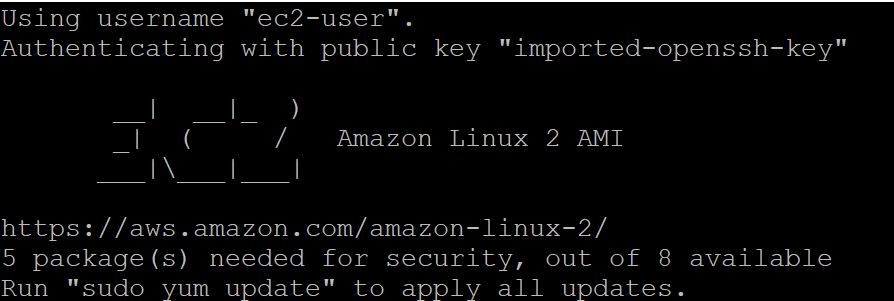 Using username "ec2-user".
Authenticating with public key "imported-openssh-key"
       __|  __|_  )
       _|  (     /   Amazon Linux 2 AMI
      ___|\___|___|
https://aws.amazon.com/amazon-linux-2/
5 package(s) needed for security, out of 8 available
Run "sudo yum update" to apply all updates.